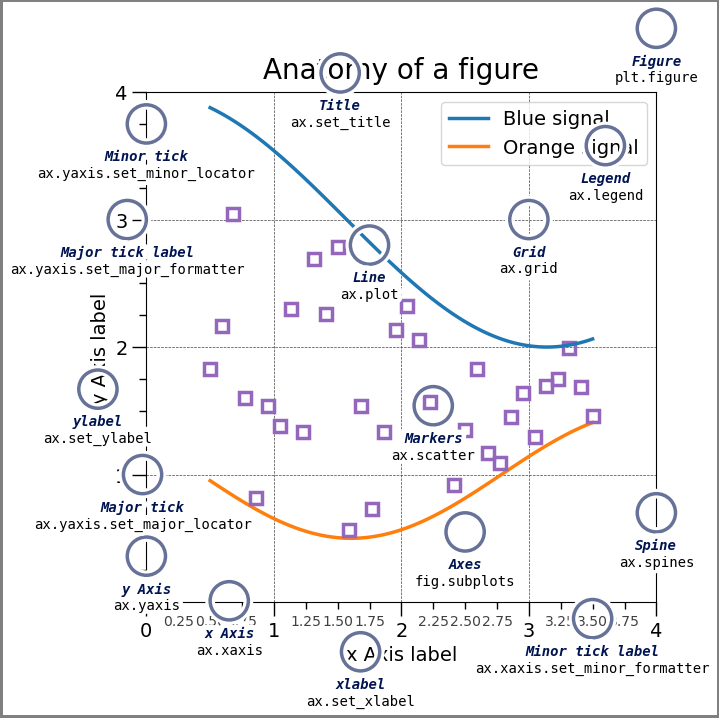 Figure
plt.figure
Anatomy of a figure
Title
ax.set_title
4
Blue signal
Orange signal
Legend
ax.legend
Minor tick
ax.yaxis.set_minor_locator
3
Major tick label
ax.yaxis.set_major_formatter
Grid
ax.grid
Line
ax.plot
y Axis label
2
ylabel
ax.set_ylabel
Markers
ax.scatter
Major tick
ax.yaxis.set_major_locator
Axes
fig.subplots
Spine
ax.spines
y Axis
ax.yaxis
0.25 1.25 1.50 1.75 2.25 2.50 2.75 3.50
0 1 2 3 4
x Axis
ax.xaxis
x Axis label
Minor tick label
ax.xaxis.set_minor_formatter
xlabel
ax.set_xlabel